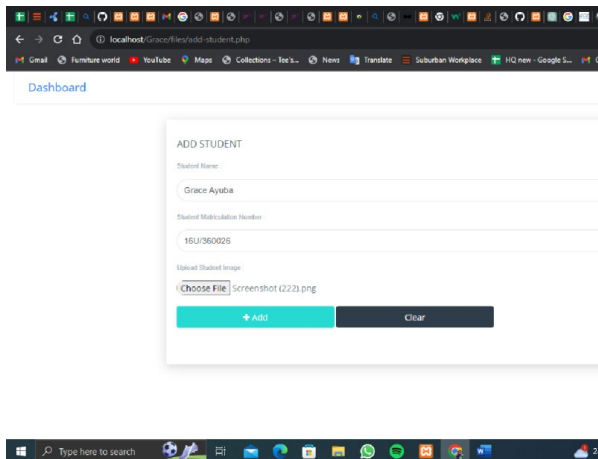 localhost/Grace/files/add-student.php
Gmail Furniture world YouTube Maps Collections – Tee's... News Translate Suburban Workplace HQ new - Google S...
Dashboard
ADD STUDENT
Student Name :
Grace Ayuba
Student Matriculation Number :
16U/360026
Upload Student Image :
Choose File Screenshot (222).png
+ Add Clear
Type here to search